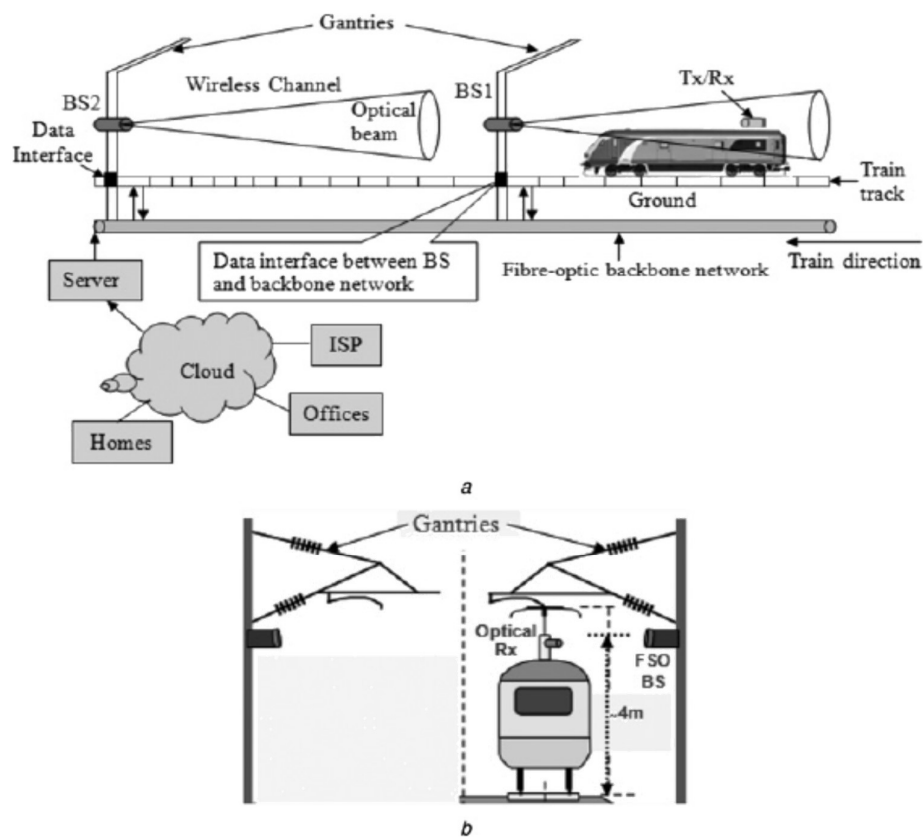 a
Gantries
Wireless Channel
Tx/Rx
BS2
BS1
Optical
beam
Data
Interface
Train
track
Ground
Data interface between BS
and backbone network
Fibre-optic backbone network
Train direction
Server
Cloud
ISP
Offices
Homes
a
Gantries
Optical
Rx
FSO
BS
~4m
b